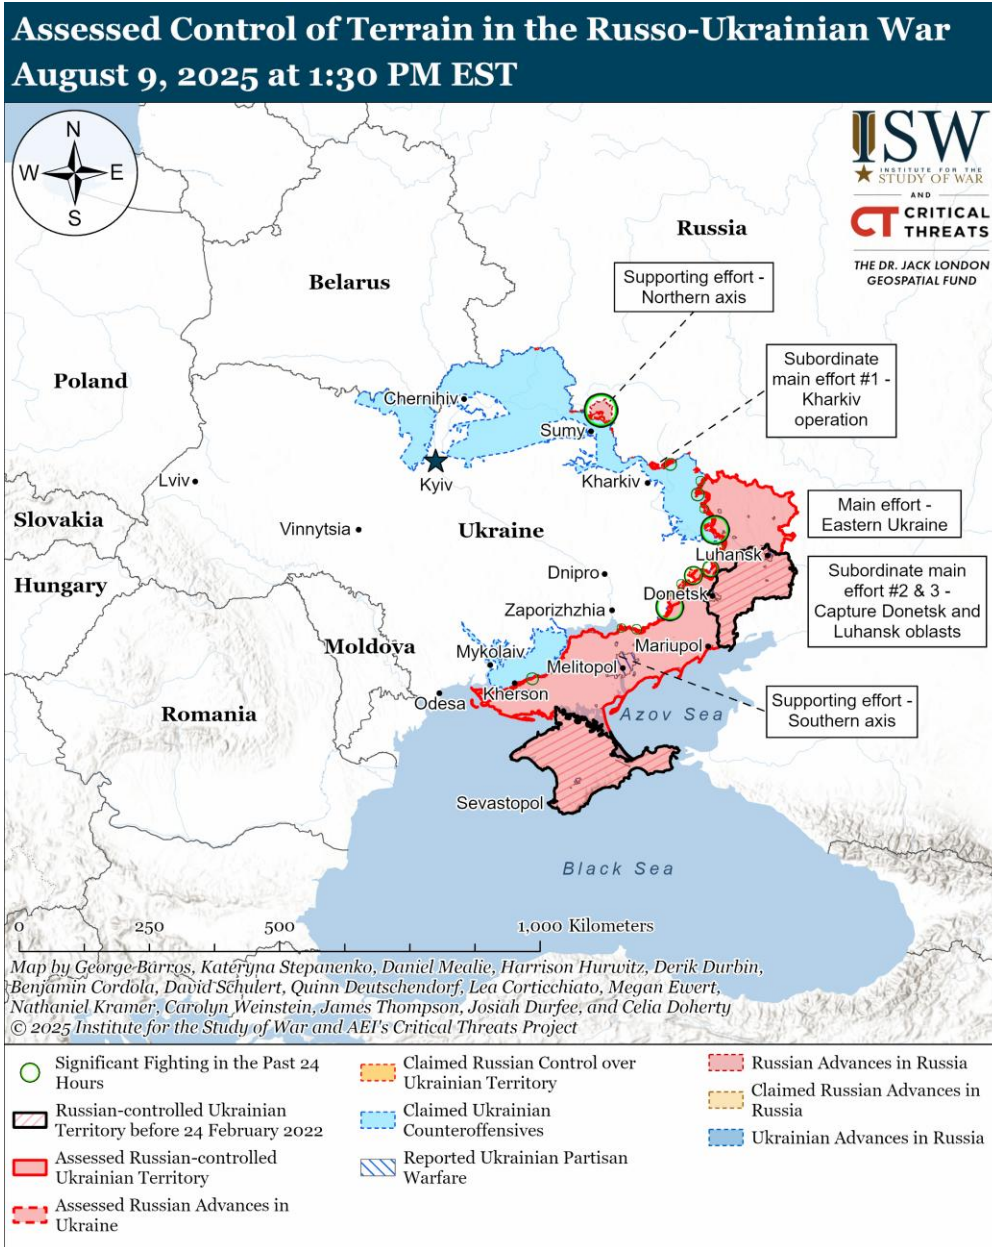 Assessed Control of Terrain in the Russo-Ukrainian War
August 9, 2025 at 1:30 PM EST
N
W
E
S
ISW
INSTITUTE FOR THE
STUDY OF WAR
AND
CT CRITICAL
THREATS
THE DR. JACK LONDON
GEOSPATIAL FUND
Russia
Belarus
Supporting effort -
Northern axis
Poland
Subordinate
main effort #1 -
Kharkiv
operation
Chernihiv
Sumy
Kyiv
Lviv
Kharkiv
Slovakia
Vinnytsia
Ukraine
Main effort -
Eastern Ukraine
Luhansk
Hungary
Dnipro
Donetsk
Subordinate main
effort #2 & 3 -
Capture Donetsk and
Luhansk oblasts
Zaporizhzhia
Moldova
Mykolaiv
Mariupol
Melitopol
Kherson
Odesa
Romania
Azov Sea
Supporting effort -
Southern axis
Sevastopol
Black Sea
0
250
500
1,000 Kilometers
Map by George Barros, Kateryna Stepanenko, Daniel Mealie, Harrison Hurwitz, Derik Durbin,
Benjamin Cordola, David Schulert, Quinn Deutschendorf, Lea Corticchiato, Megan Ewert,
Nathaniel Kramer, Carolyn Weinstein, James Thompson, Josiah Durfee, and Celia Doherty
© 2025 Institute for the Study of War and AEI's Critical Threats Project
Significant Fighting in the Past 24
Hours
Russian-controlled Ukrainian
Territory before 24 February 2022
Assessed Russian-controlled
Ukrainian Territory
Assessed Russian Advances in
Ukraine
Claimed Russian Control over
Ukrainian Territory
Claimed Ukrainian
Counteroffensives
Reported Ukrainian Partisan
Warfare
Russian Advances in Russia
Claimed Russian Advances in
Russia
Ukrainian Advances in Russia